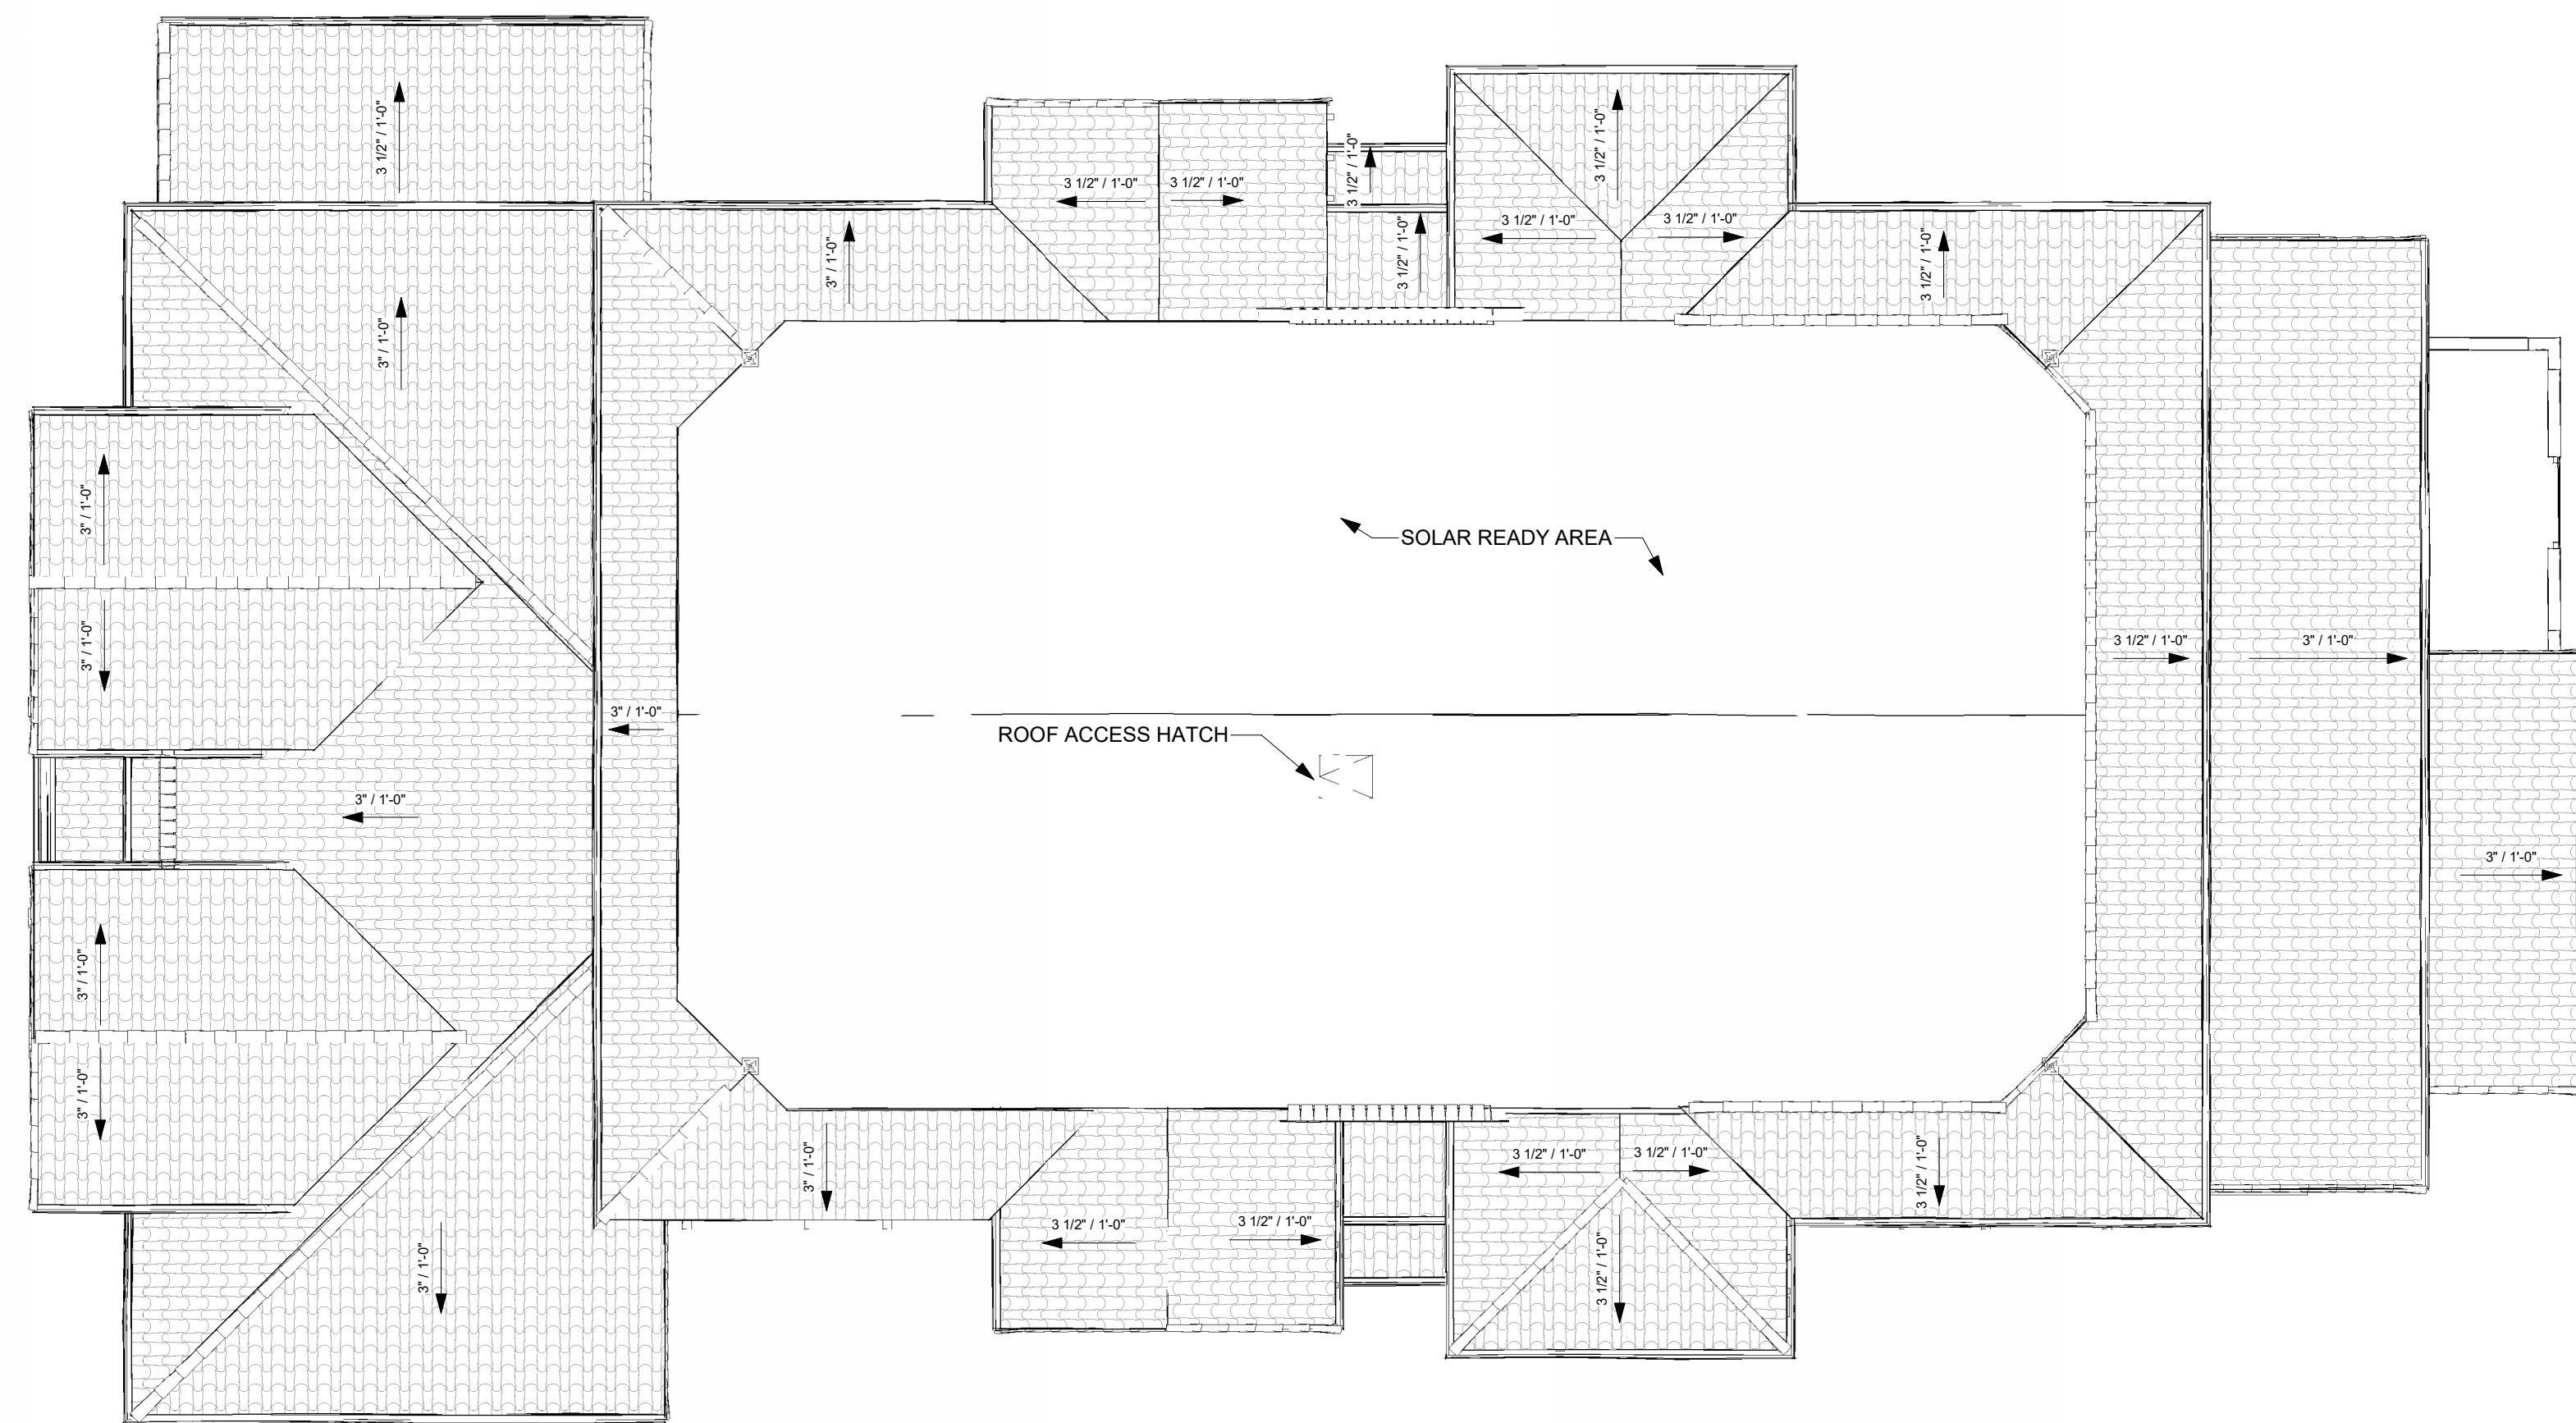 3 1/2" / 1'-0"
3 1/2" / 1'-0"
3 1/2" / 1'-0"
3 1/2" / 1'-0"
3 1/2" / 1'-0"
3 1/2" / 1'-0"
3 1/2" / 1'-0"
3 1/2" / 1'-0"
3" / 1'-0"
3 1/2" / 1'-0"
3 1/2" / 1'-0"
3" / 1'-0"
3" / 1'-0"
SOLAR READY AREA
3" / 1'-0"
3 1/2" / 1'-0"
3" / 1'-0"
3" / 1'-0"
ROOF ACCESS HATCH
3" / 1'-0"
3" / 1'-0"
3" / 1'-0"
3" / 1'-0"
3 1/2" / 1'-0"
3 1/2" / 1'-0"
3" / 1'-0"
3 1/2" / 1'-0"
3 1/2" / 1'-0"
3 1/2" / 1'-0"
3" / 1'-0"
3 1/2" / 1'-0"